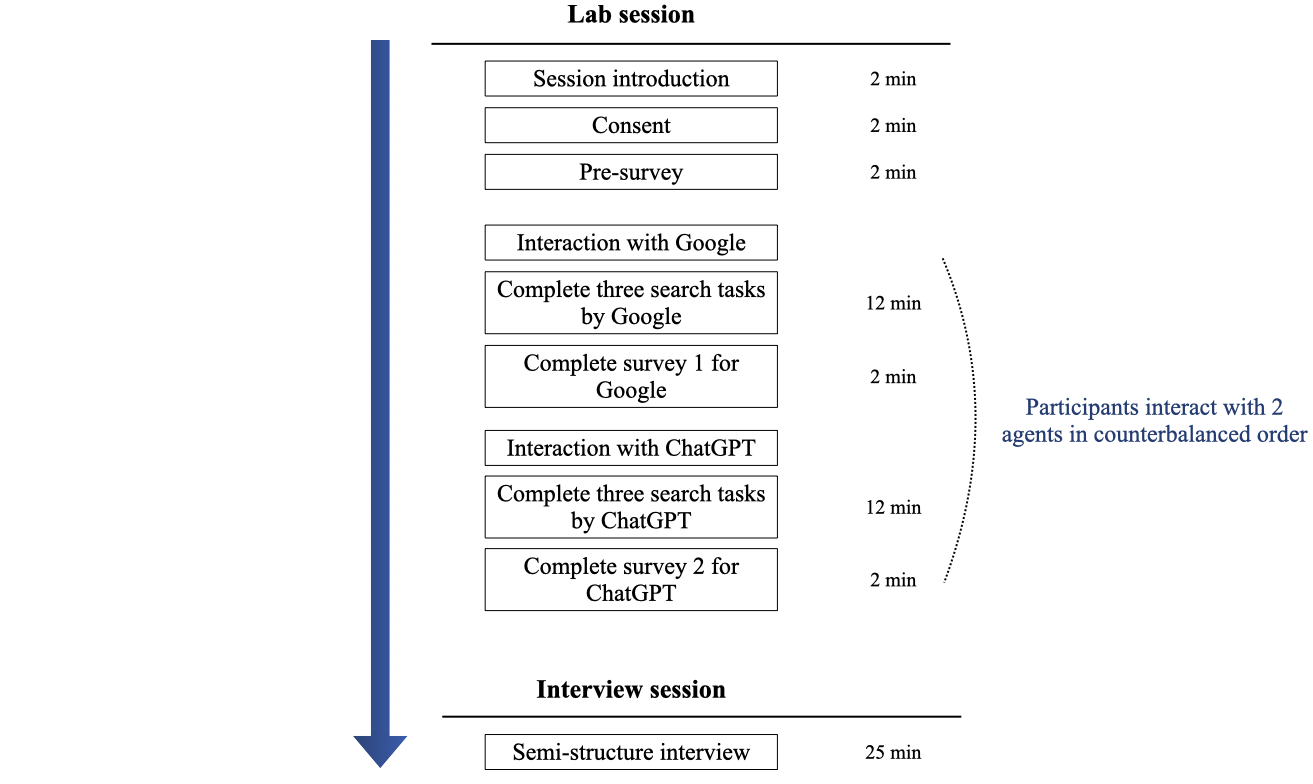 Lab session
Session introduction
2 min
Consent
2 min
Pre-survey
2 min
Interaction with Google
Complete three search tasks
by Google
12 min
Complete survey 1 for
Google
2 min
Interaction with ChatGPT
Complete three search tasks
by ChatGPT
12 min
Complete survey 2 for
ChatGPT
2 min
Participants interact with 2
agents in counterbalanced order
Interview session
Semi-structure interview
25 min